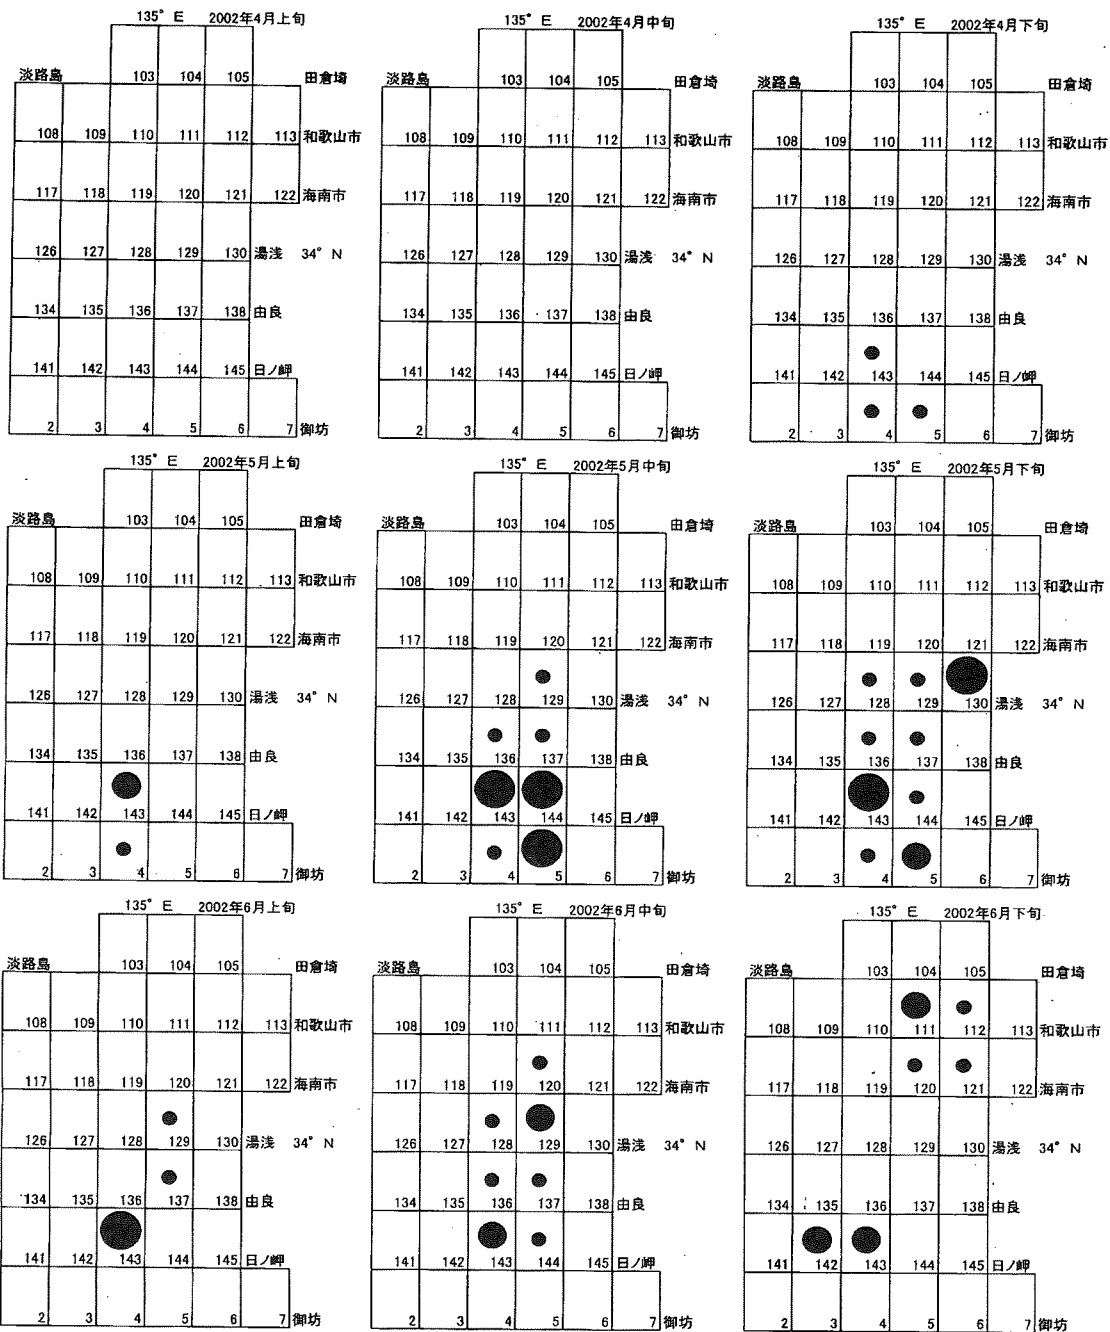 135° E 2002年4月上旬
淡路島 103 104 105 田倉埼
108 109 110 111 112 113 和歌山市
117 118 119 120 121 122 海南市
126 127 128 129 130 湯浅 34° N
134 135 136 137 138 由良
141 142 143 144 145 日ノ岬
2 3 4 5 6 7 御坊
135° E 2002年4月中旬
淡路島 103 104 105 田倉埼
108 109 110 111 112 113 和歌山市
117 118 119 120 121 122 海南市
126 127 128 129 130 湯浅 34° N
134 135 136 137 138 由良
141 142 143 144 145 日ノ岬
2 3 4 5 6 7 御坊
135° E 2002年4月下旬
淡路島 103 104 105 田倉埼
108 109 110 111 112 113 和歌山市
117 118 119 120 121 122 海南市
126 127 128 129 130 湯浅 34° N
134 135 136 137 138 由良
141 142 143 144 145 日ノ岬
2 3 4 5 6 7 御坊
135° E 2002年5月上旬
淡路島 103 104 105 田倉埼
108 109 110 111 112 113 和歌山市
117 118 119 120 121 122 海南市
126 127 128 129 130 湯浅 34° N
134 135 136 137 138 由良
141 142 143 144 145 日ノ岬
2 3 4 5 6 7 御坊
135° E 2002年5月中旬
淡路島 103 104 105 田倉埼
108 109 110 111 112 113 和歌山市
117 118 119 120 121 122 海南市
126 127 128 129 130 湯浅 34° N
134 135 136 137 138 由良
141 142 143 144 145 日ノ岬
2 3 4 5 6 7 御坊
135° E 2002年5月下旬
淡路島 103 104 105 田倉埼
108 109 110 111 112 113 和歌山市
117 118 119 120 121 122 海南市
126 127 128 129 130 湯浅 34° N
134 135 136 137 138 由良
141 142 143 144 145 日ノ岬
2 3 4 5 6 7 御坊
135° E 2002年6月上旬
淡路島 103 104 105 田倉埼
108 109 110 111 112 113 和歌山市
117 118 119 120 121 122 海南市
126 127 128 129 130 湯浅 34° N
134 135 136 137 138 由良
141 142 143 144 145 日ノ岬
2 3 4 5 6 7 御坊
135° E 2002年6月中旬
淡路島 103 104 105 田倉埼
108 109 110 111 112 113 和歌山市
117 118 119 120 121 122 海南市
126 127 128 129 130 湯浅 34° N
134 135 136 137 138 由良
141 142 143 144 145 日ノ岬
2 3 4 5 6 7 御坊
135° E 2002年6月下旬
淡路島 103 104 105 田倉埼
108 109 110 111 112 113 和歌山市
117 118 119 120 121 122 海南市
126 127 128 129 130 湯浅 34° N
134 135 136 137 138 由良
141 142 143 144 145 日ノ岬
2 3 4 5 6 7 御坊